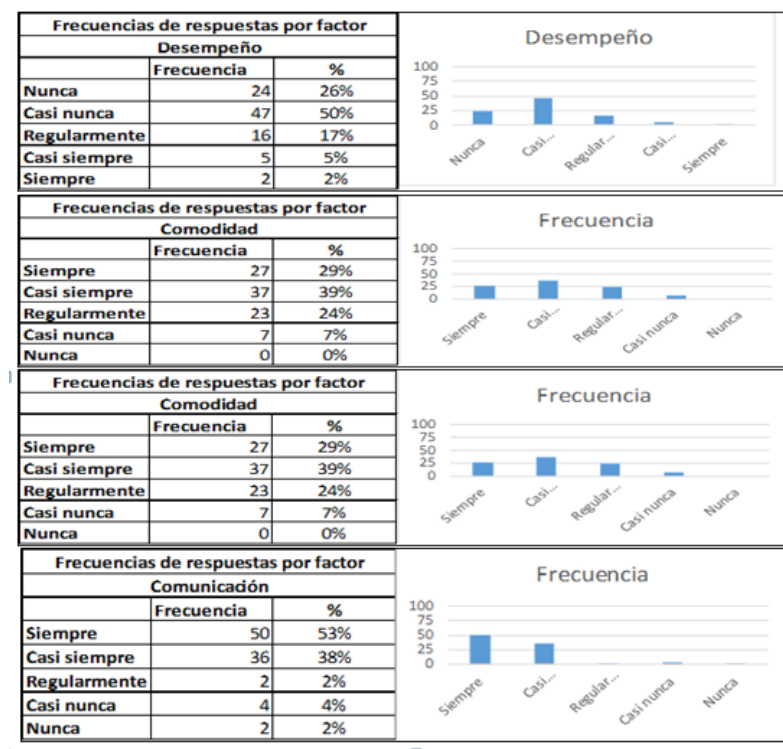 Frecuencias de respuestas por factor
Desempeño
Frecuencia %
Nunca 24 26%
Casi nunca 47 50%
Regularmente 16 17%
Casi siempre 5 5%
Siempre 2 2%
Desempeño
100
75
50
25
0
Nunca Casi... Regular... Casi... Siempre
Frecuencias de respuestas por factor
Comodidad
Frecuencia %
Siempre 27 29%
Casi siempre 37 39%
Regularmente 23 24%
Casi nunca 7 7%
Nunca 0 0%
Frecuencia
100
75
50
25
0
Siempre Casi... Regular... Casi nunca Nunca
Frecuencias de respuestas por factor
Comodidad
Frecuencia %
Siempre 27 29%
Casi siempre 37 39%
Regularmente 23 24%
Casi nunca 7 7%
Nunca 0 0%
Frecuencia
100
75
50
25
0
Siempre Casi... Regular... Casi nunca Nunca
Frecuencias de respuestas por factor
Comunicación
Frecuencia %
Siempre 50 53%
Casi siempre 36 38%
Regularmente 2 2%
Casi nunca 4 4%
Nunca 2 2%
Frecuencia
100
75
50
25
0
Siempre Casi... Regular... Casi nunca Nunca